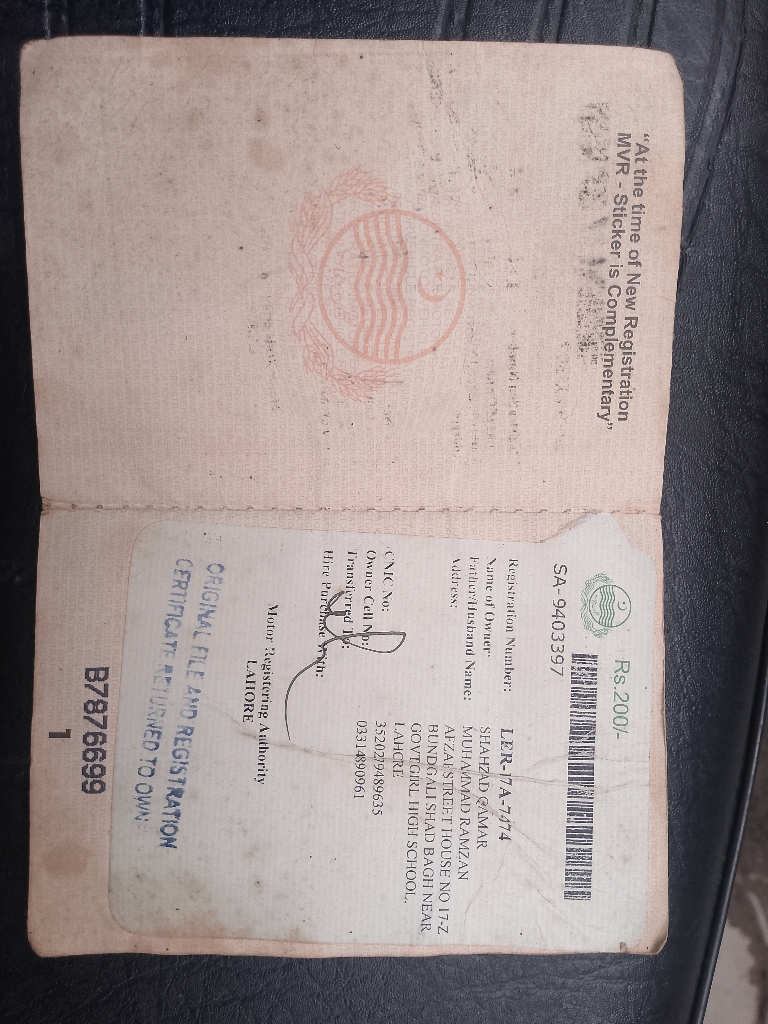 "At the time of New Registration
MVR - Sticker is Complementary"
Rs.200/-
SA-9403397
Registration Number: LER-17A-7474
Name of Owner: SHAHZAD QAMAR
Father/Husband Name: MUHAMMAD RAMZAN
Address: AFZAL STREET HOUSE NO 17-Z
BUNDGALI SHAD BAGH NEAR
GOVTGIRL HIGH SCHOOL,
LAHORE
CNIC No: 3520279489635
Owner Cell No: 03314890961
Transferred To:
Hire Purchase With:
Motor Registering Authority
LAHORE
ORIGINAL FILE AND REGISTRATION
CERTIFICATE RETURNED TO OWN
B7876699
1